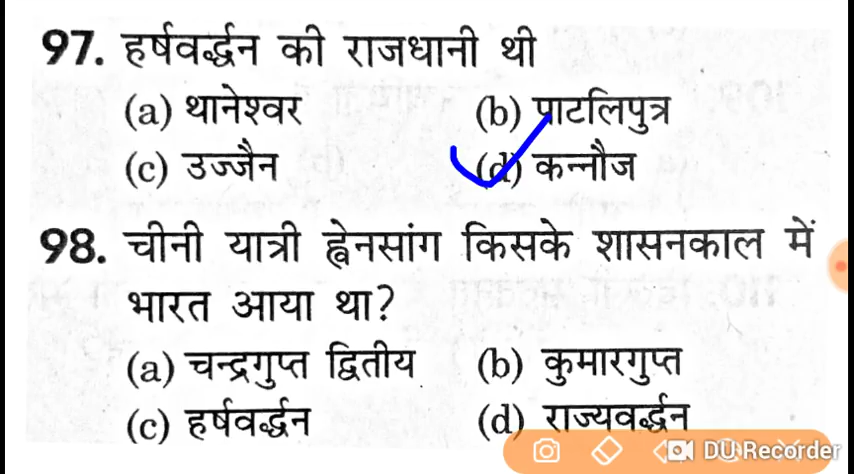 97. हर्षवर्द्धन की राजधानी थी
(a) थानेश्वर (b) पाटलिपुत्र
(c) उज्जैन (d) कन्नौज
98. चीनी यात्री ह्वेनसांग किसके शासनकाल में
भारत आया था?
(a) चन्द्रगुप्त द्वितीय (b) कुमारगुप्त
(c) हर्षवर्द्धन (d) राज्यवर्द्धन
DU Recorder